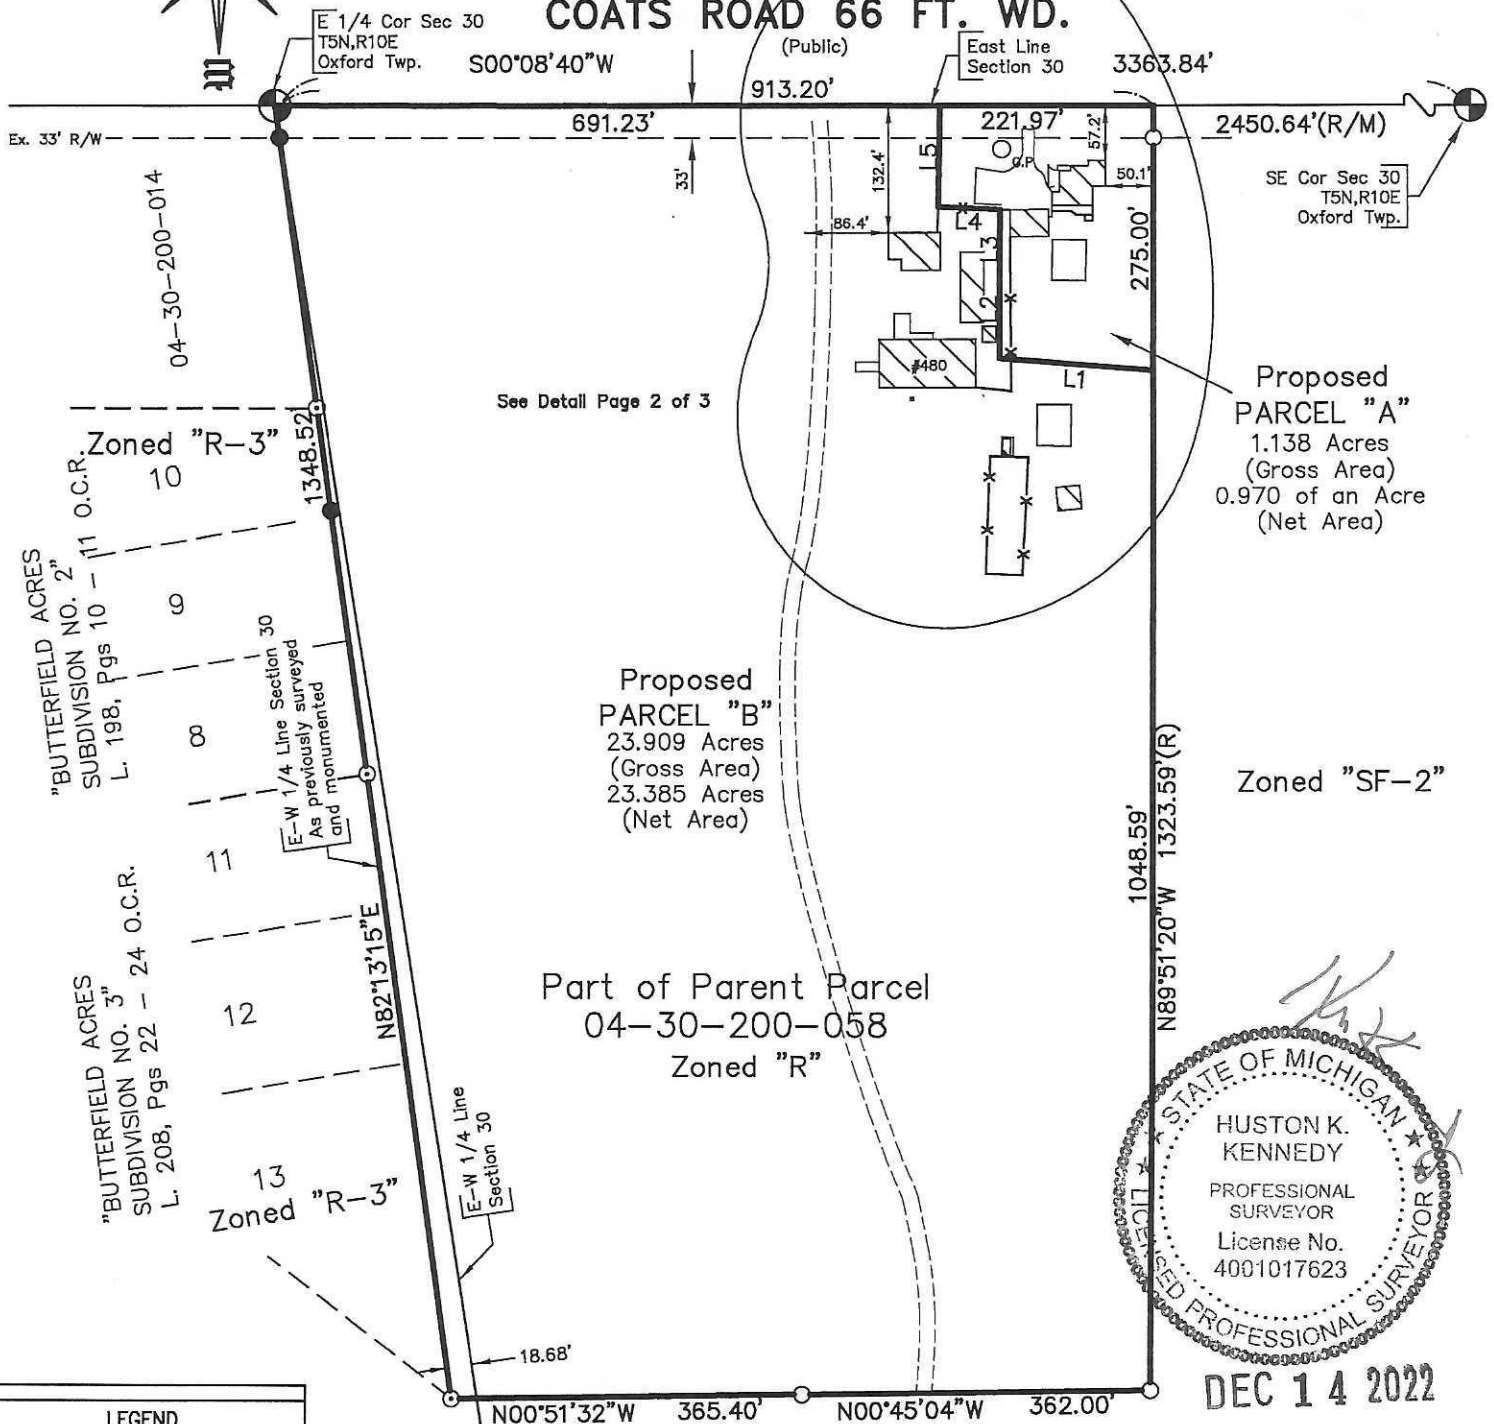 COATS ROAD 66 FT. WD.
(Public)
E 1/4 Cor Sec 30
T5N,R10E
Oxford Twp.
S00°08'40"W
East Line
Section 30
3363.84'
913.20'
691.23'
221.97'
2450.64'(R/M)
Ex. 33' R/W
33'
132.4'
L5
G.P.
57.2'
50.1'
SE Cor Sec 30
T5N,R10E
Oxford Twp.
86.4'
L4
275.00'
04-30-200-014
#480
L1
See Detail Page 2 of 3
Proposed
PARCEL "A"
1.138 Acres
(Gross Area)
0.970 of an Acre
(Net Area)
Zoned "R-3"
1348.52'
10
9
8
"BUTTERFIELD ACRES
SUBDIVISION NO. 2"
L. 198, Pgs 10 - 11 O.C.R.
E-W 1/4 Line Section 30
As previously surveyed
and monumented
Proposed
PARCEL "B"
23.909 Acres
(Gross Area)
23.385 Acres
(Net Area)
Zoned "SF-2"
1048.59'
N89°51'20"W 1323.59'(R)
11
12
13
"BUTTERFIELD ACRES
SUBDIVISION NO. 3"
L. 208, Pgs 22 - 24 O.C.R.
N82°13'15"E
Part of Parent Parcel
04-30-200-058
Zoned "R"
E-W 1/4 Line
Section 30
Zoned "R-3"
STATE OF MICHIGAN
HUSTON K.
KENNEDY
PROFESSIONAL
SURVEYOR
License No.
4001017623
LICENSED PROFESSIONAL SURVEYOR
DEC 14 2022
18.68'
N00°51'32"W 365.40'
N00°45'04"W 362.00'
LEGEND